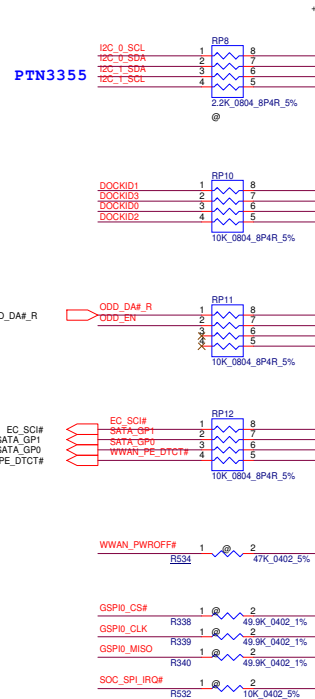 +
RP8
I2C_0_SCL 1 8
I2C_0_SDA 2 7
PTN3355
I2C_1_SDA 3 6
I2C_1_SCL 4 5
2.2K_0804_8P4R_5%
@
RP10
DOCKID1 1 8
DOCKID3 2 7
DOCKID0 3 6
DOCKID2 4 5
10K_0804_8P4R_5%
RP11
D_DA#_R ODD_DA#_R 1 8
ODD_EN 2 7
3 6
4 5
10K_0804_8P4R_5%
RP12
EC_SCI# EC_SCI# 1 8
SATA_GP1 SATA_GP1 2 7
SATA_GP0 SATA_GP0 3 6
PE_DTCT# WWAN_PE_DTCT# 4 5
10K_0804_8P4R_5%
WWAN_PWROFF# 1 @ 2
R534 47K_0402_5%
GSPI0_CS# 1 @ 2
R338 49.9K_0402_1%
GSPI0_CLK 1 @ 2
R339 49.9K_0402_1%
GSPI0_MISO 1 @ 2
R340 49.9K_0402_1%
SOC_SPI_IRQ# 1 @ 2
R532 10K_0402_5%